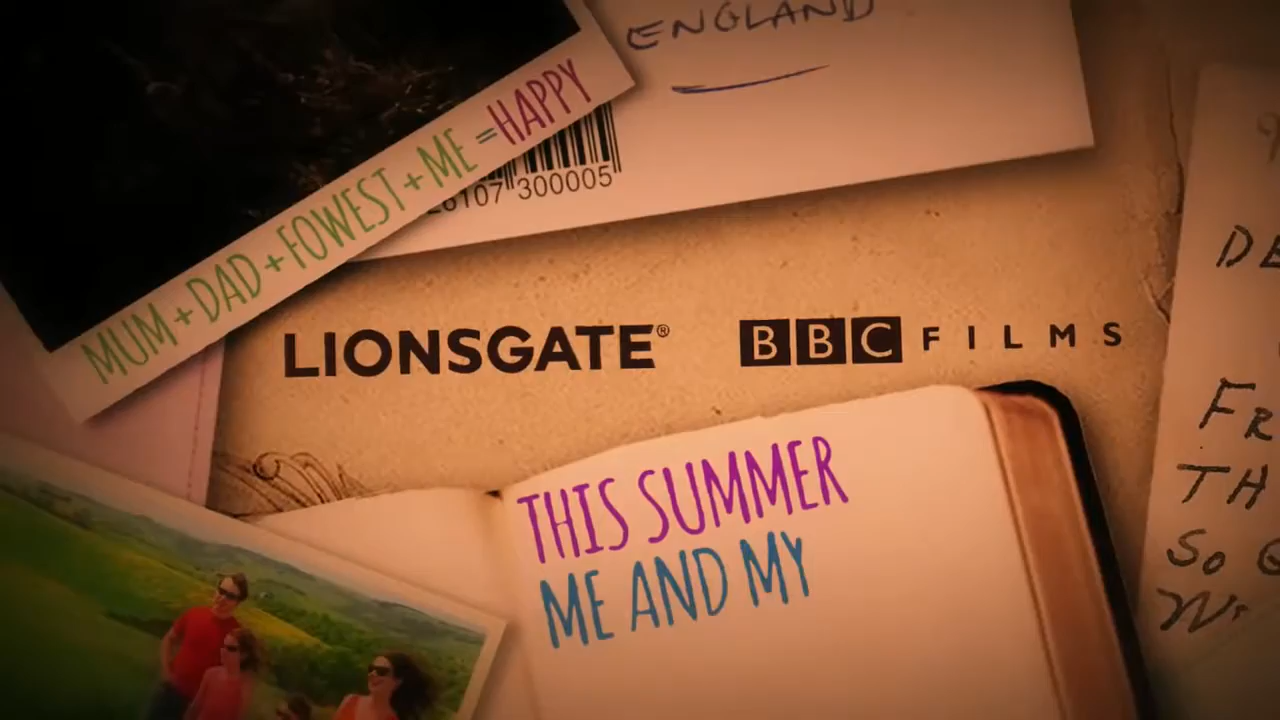 ENGLAND
MUM + DAD + FOWEST + ME = HAPPY
26107 300005
LIONSGATE®
BBC FILMS
THIS SUMMER
ME AND MY
DE
FR
TH
SO